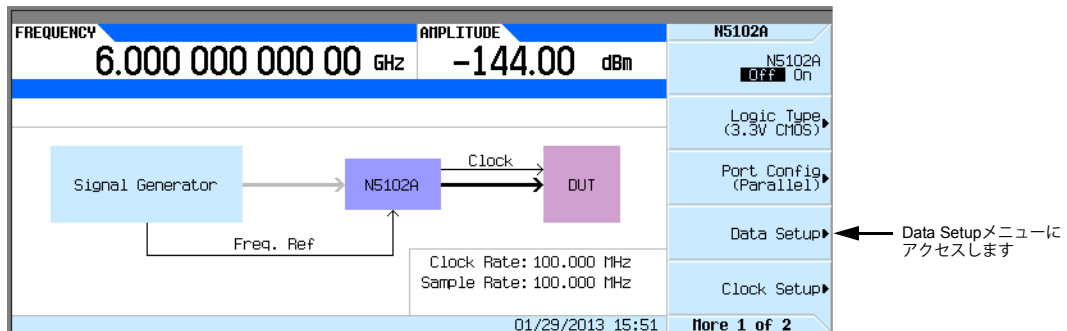 FREQUENCY
6.000 000 000 00 GHz
AMPLITUDE
-144.00 dBm
Signal Generator
N5102A
Clock
DUT
Freq. Ref
Clock Rate: 100.000 MHz
Sample Rate: 100.000 MHz
01/29/2013 15:51
N5102A
N5102A
Off On
Logic Type
(3.3V CMOS)
Port Config
(Parallel)
Data Setup
Clock Setup
More 1 of 2
Data Setupメニューに
アクセスします